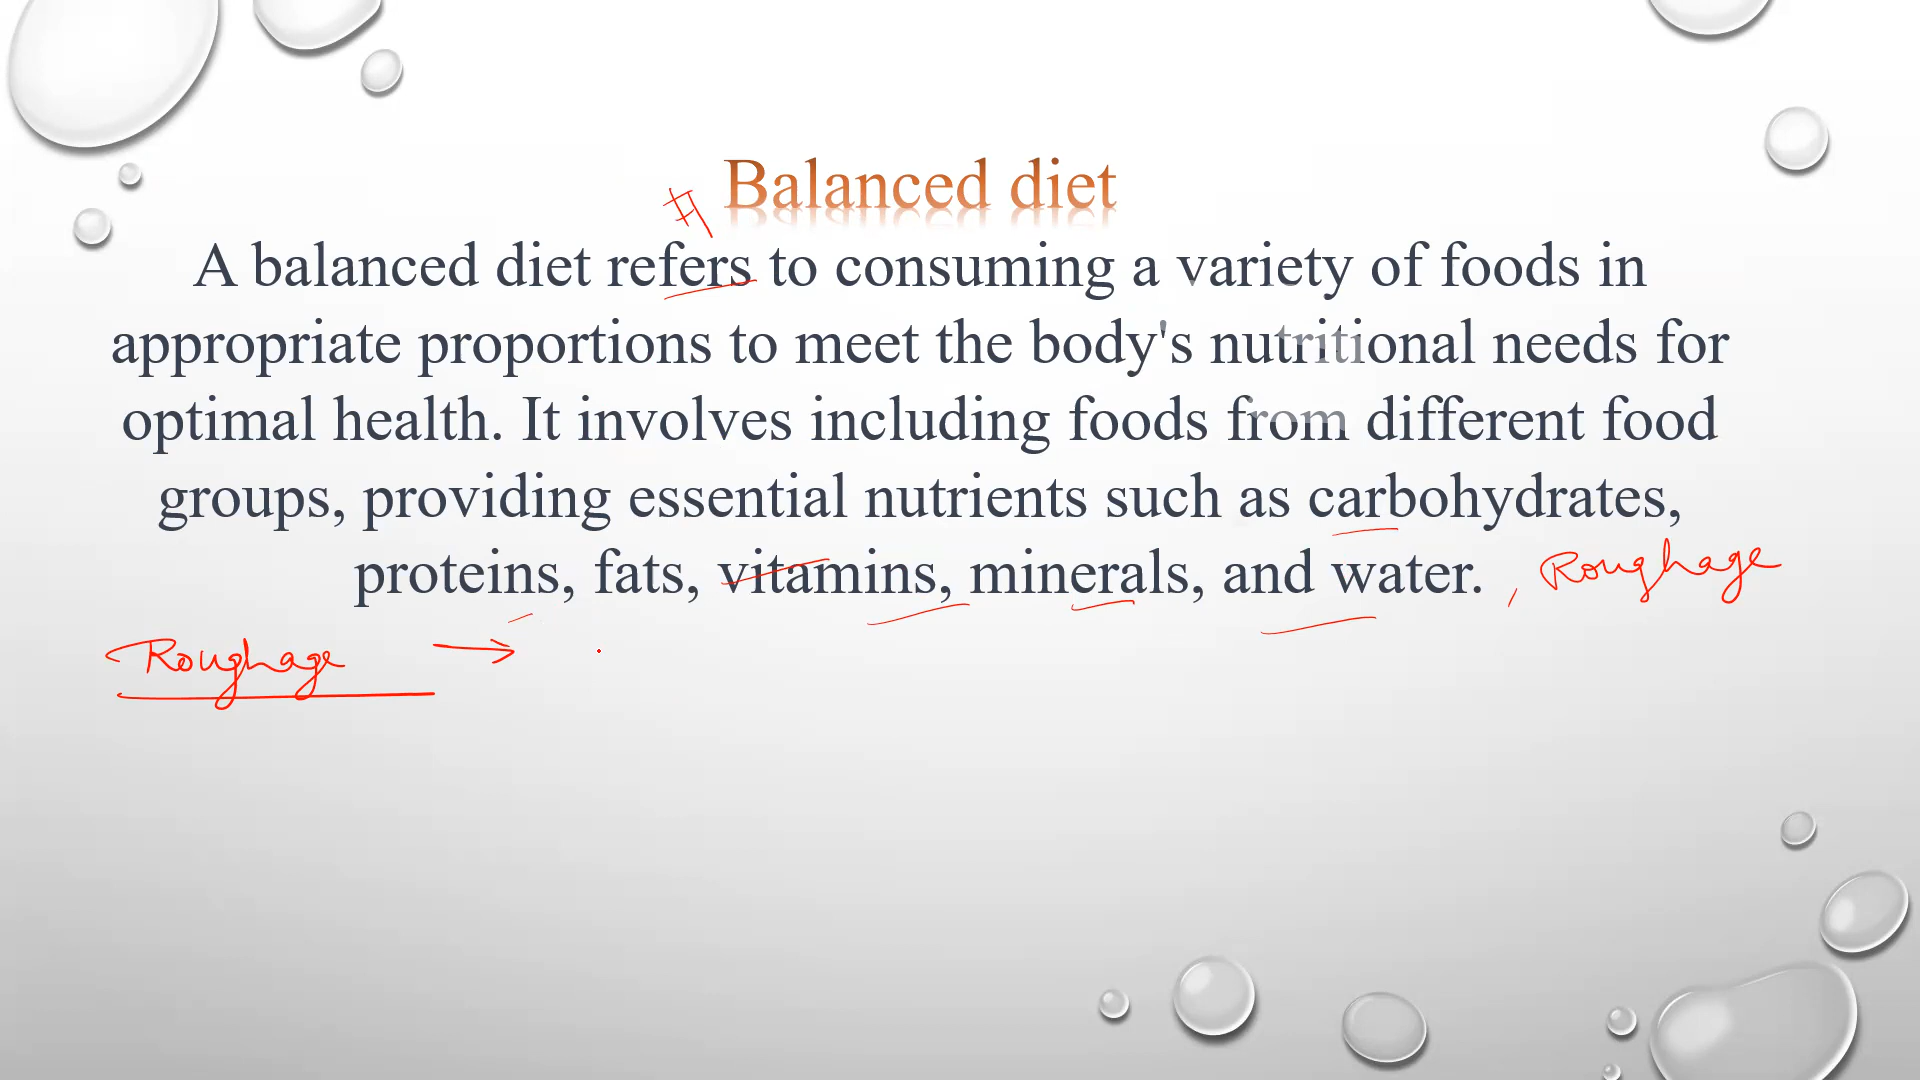 Balanced diet
#
A balanced diet refers to consuming a variety of foods in
appropriate proportions to meet the body's nutritional needs for
optimal health. It involves including foods from different food
groups, providing essential nutrients such as carbohydrates,
proteins, fats, vitamins, minerals, and water. , Roughage
Roughage →